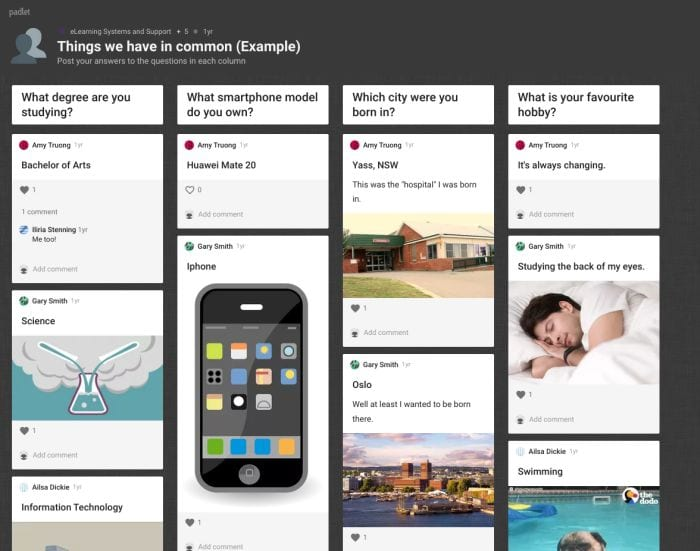 padlet
eLearning Systems and Support + 5 1yr
Things we have in common (Example)
Post your answers to the questions in each column
What degree are you
studying?
Amy Truong 1yr
Bachelor of Arts
1
1 comment
Iliria Stenning 1yr
Me too!
Add comment
Gary Smith 1yr
Science
1
Add comment
Ailsa Dickie 1yr
Information Technology
What smartphone model
do you own?
Amy Truong 1yr
Huawei Mate 20
0
Add comment
Gary Smith 1yr
Iphone
1
Add comment
Which city were you
born in?
Amy Truong 1yr
Yass, NSW
This was the "hospital" I was born
in.
1
Add comment
Gary Smith 1yr
Oslo
Well at least I wanted to be born
there.
1
What is your favourite
hobby?
Amy Truong 1yr
It's always changing.
1
Add comment
Gary Smith 1yr
Studying the back of my eyes.
1
Add comment
Ailsa Dickie 1yr
Swimming
the
dodo